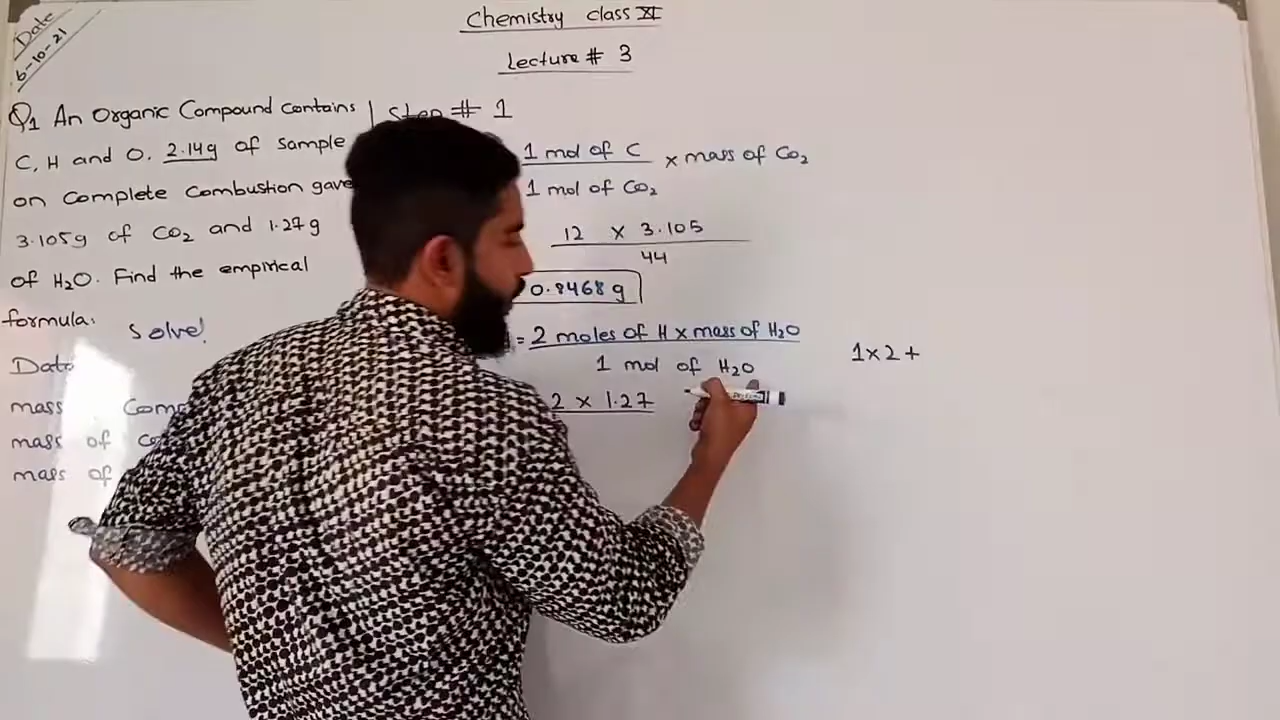 Date
6-10-21
Chemistry class XI
Lecture # 3
Q1 An Organic Compound contains
C, H and O. 2.14g of sample
on Complete Combustion gave
3.105g of CO2 and 1.27g
of H2O. Find the empirical
formula.
Solve!
Data
mass
mass of
mass of
Step # 1
1 mol of C x mass of CO2
1 mol of CO2
12 x 3.105
44
0.8468 g
= 2 moles of H x mass of H2O
1 mol of H2O
2 x 1.27
1x2+